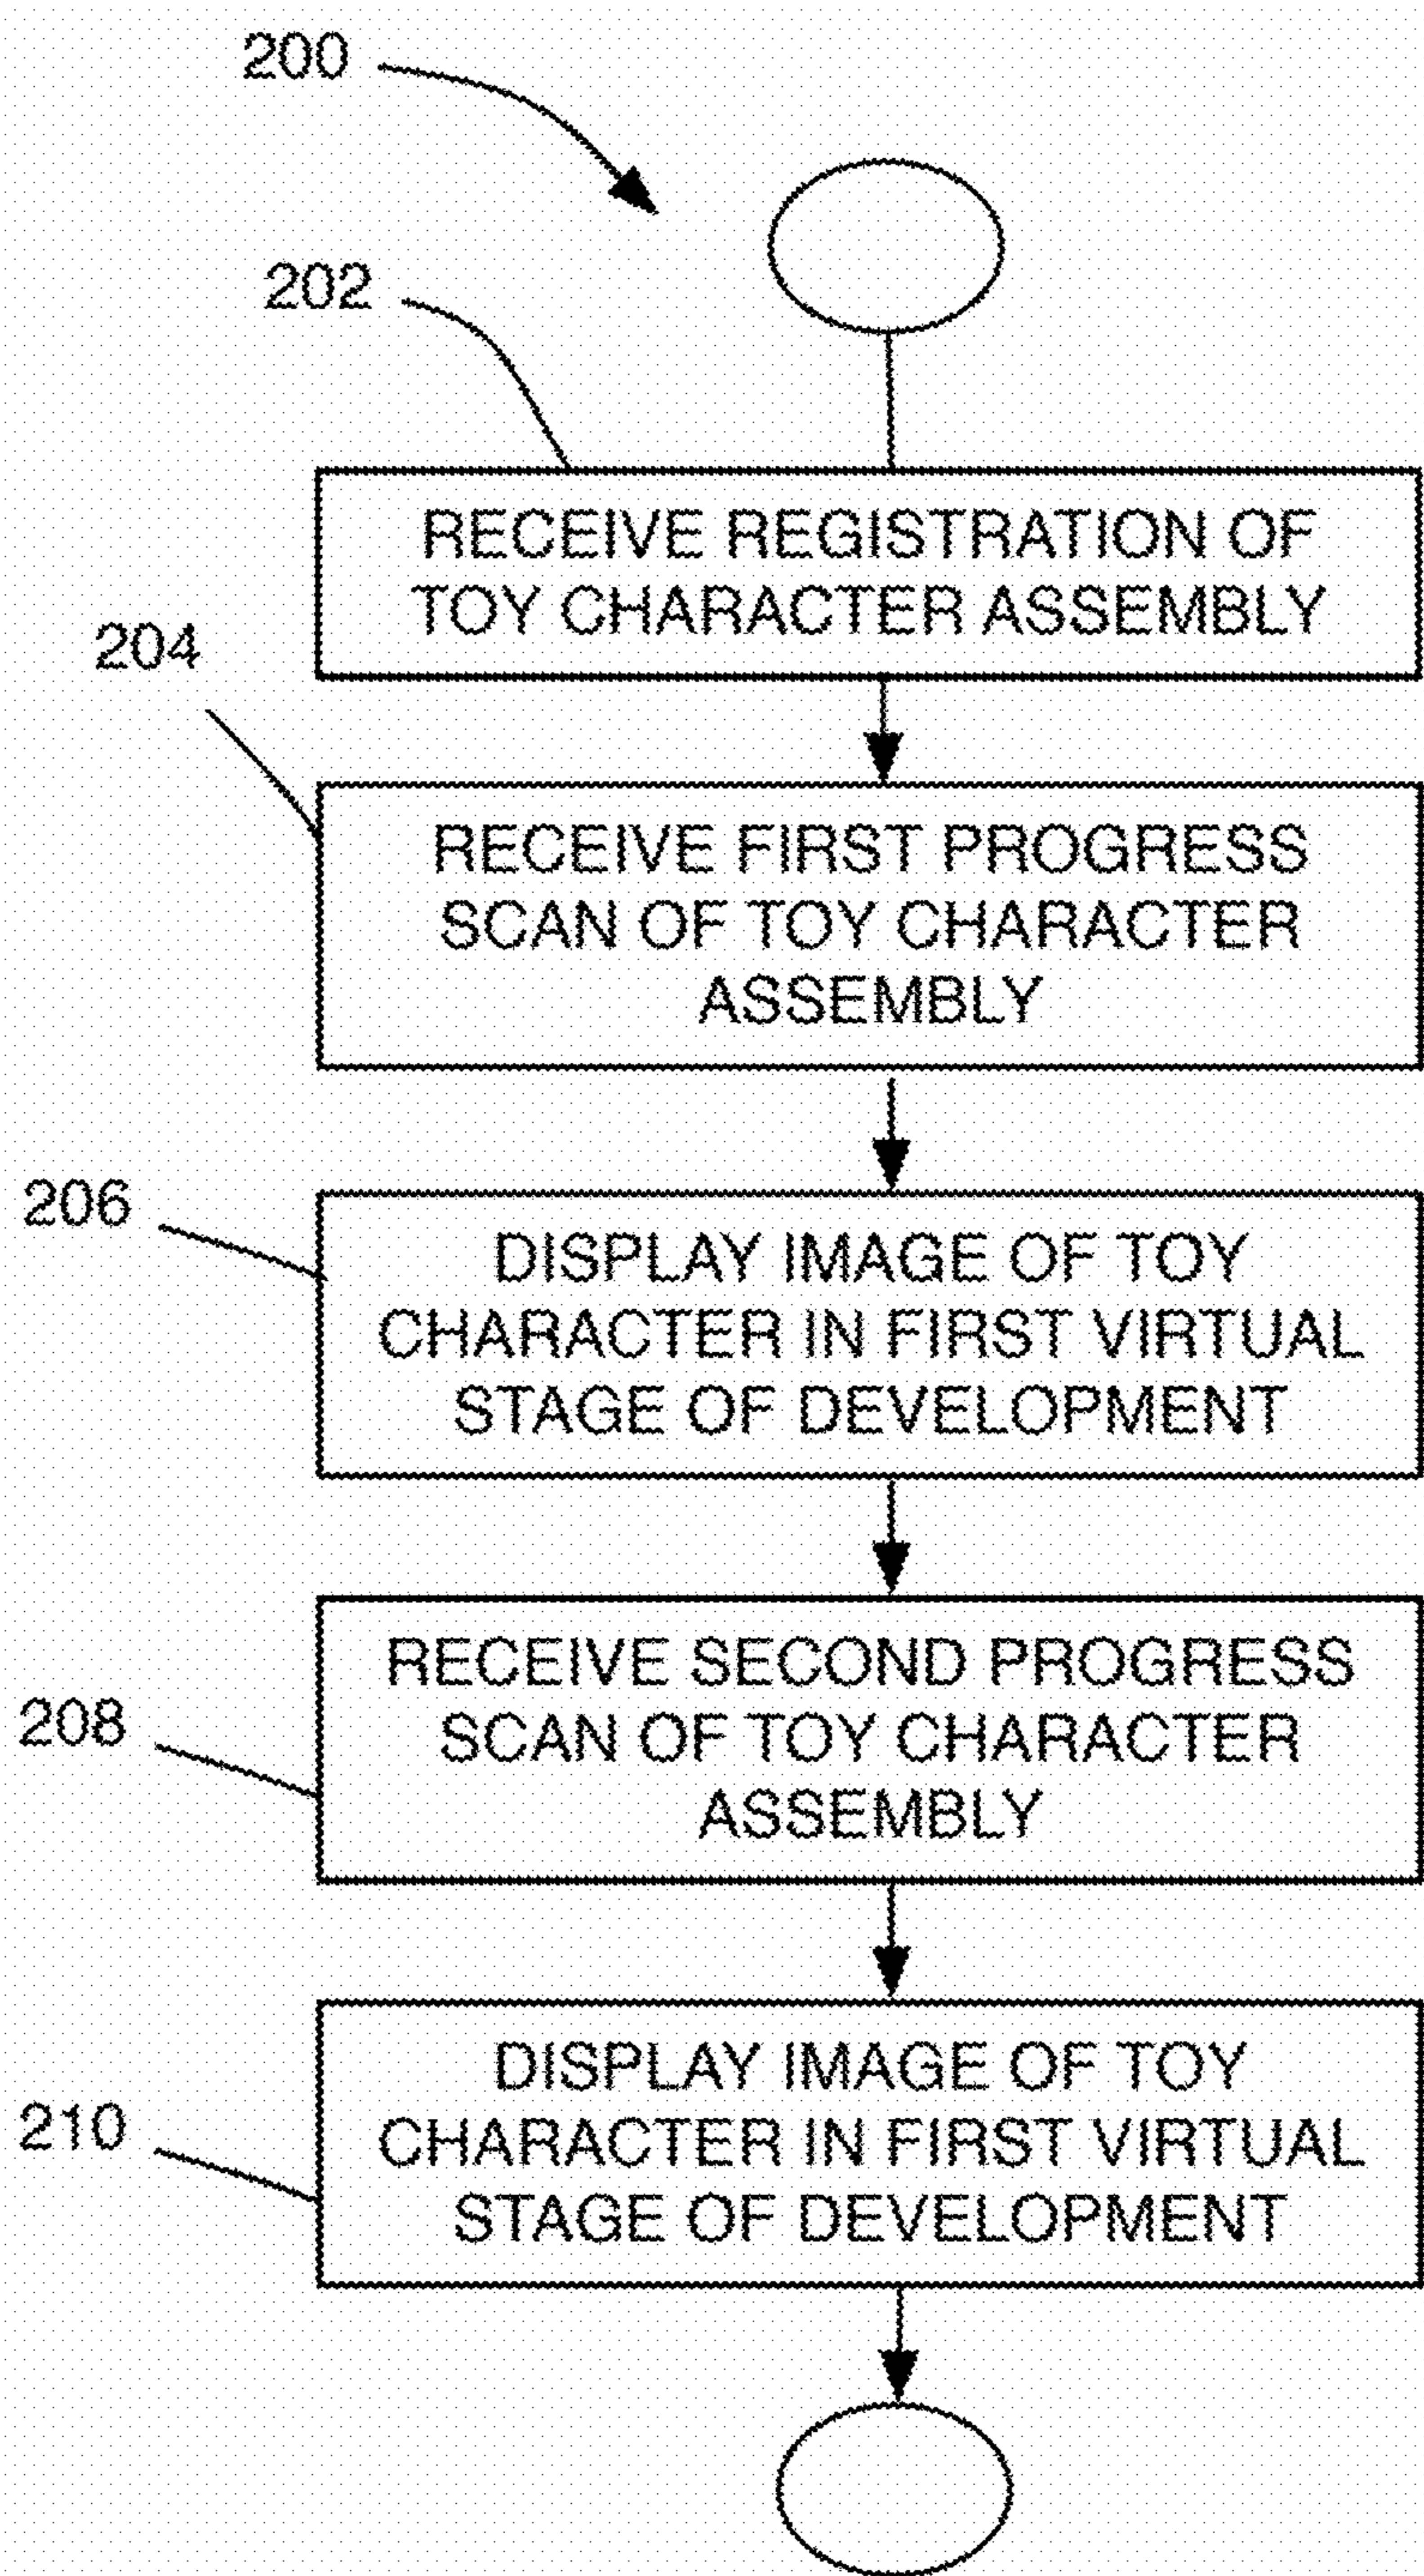 200
202
RECEIVE REGISTRATION OF
TOY CHARACTER ASSEMBLY
204
RECEIVE FIRST PROGRESS
SCAN OF TOY CHARACTER
ASSEMBLY
206
DISPLAY IMAGE OF TOY
CHARACTER IN FIRST VIRTUAL
STAGE OF DEVELOPMENT
208
RECEIVE SECOND PROGRESS
SCAN OF TOY CHARACTER
ASSEMBLY
210
DISPLAY IMAGE OF TOY
CHARACTER IN FIRST VIRTUAL
STAGE OF DEVELOPMENT